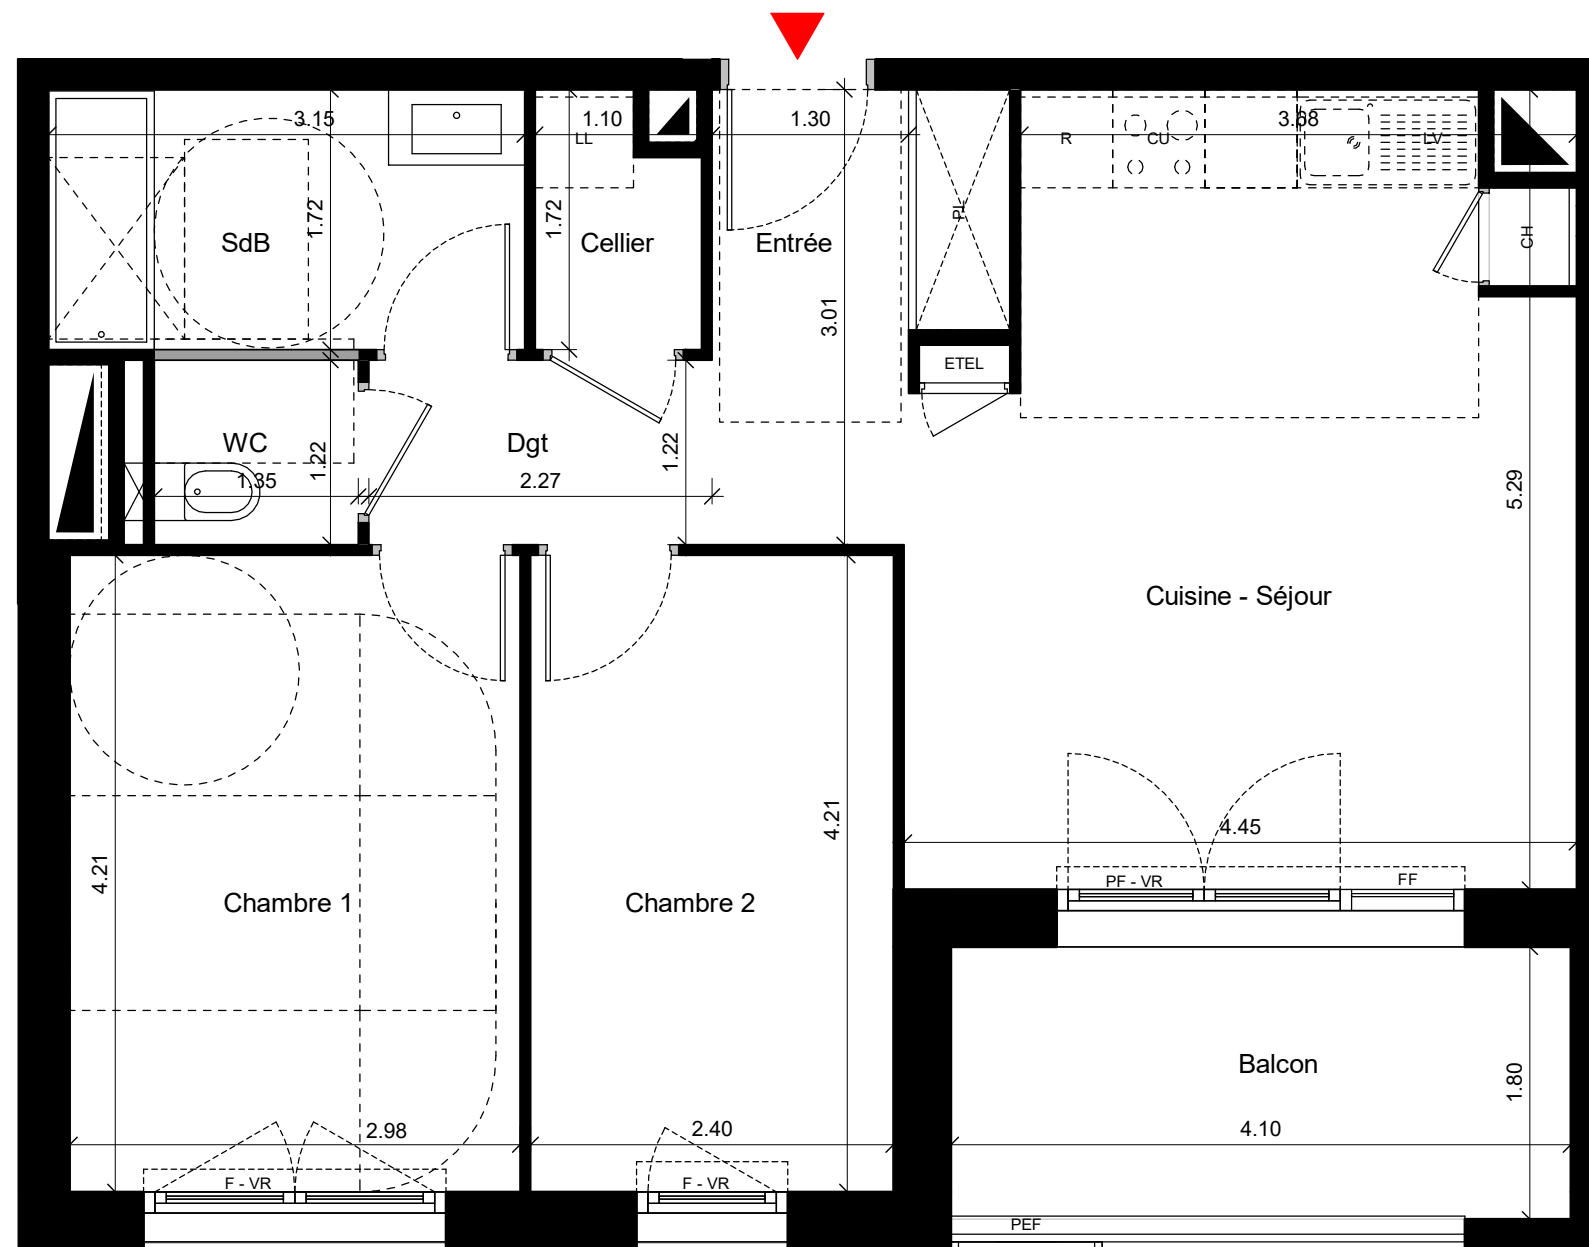 3.15
1.10
1.30
3.68
LL
R
CU
LV
1.72
1.72
PL
SdB
Cellier
Entrée
CH
3.01
ETEL
WC
1.22
Dgt
1.22
1.35
2.27
5.29
Cuisine - Séjour
4.21
4.21
4.45
PF - VR
FF
Chambre 1
Chambre 2
Balcon
1.80
2.98
2.40
4.10
F - VR
F - VR
PEF